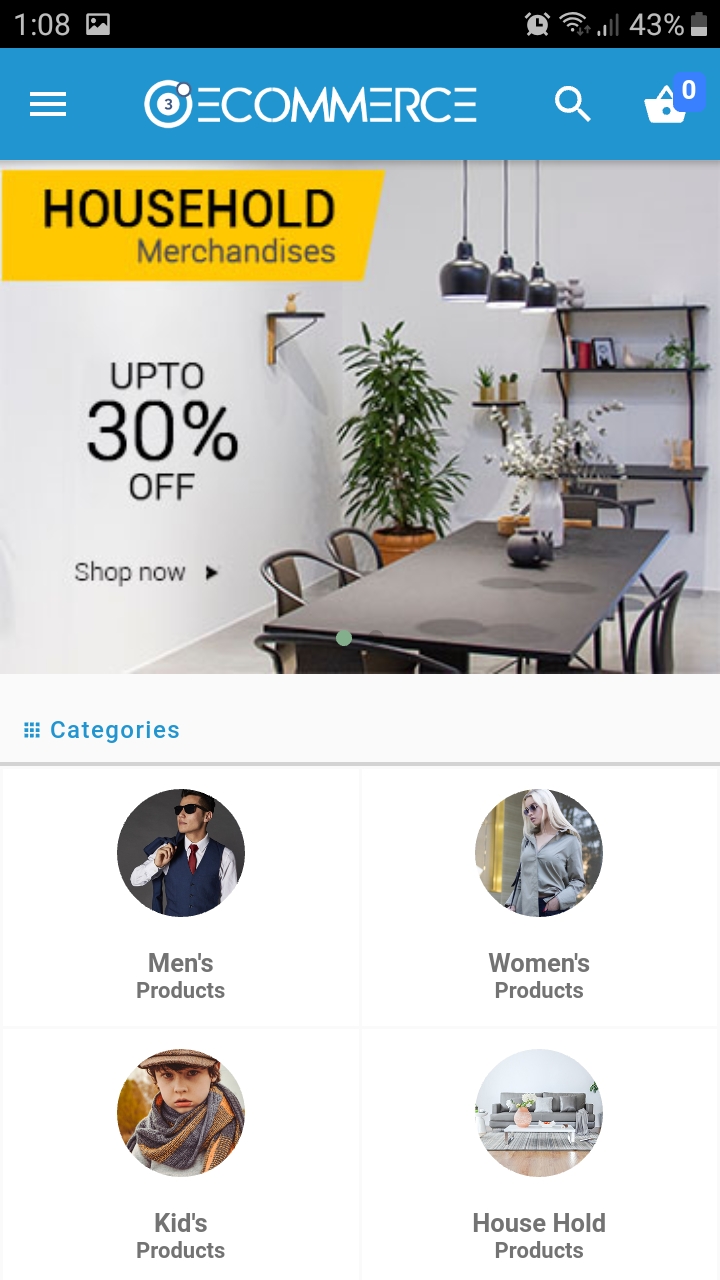 1:08 43%
3 ECOMMERCE 0
HOUSEHOLD
Merchandises
UPTO
30%
OFF
Shop now
Categories
Men's Women's
Products Products
Kid's House Hold
Products Products